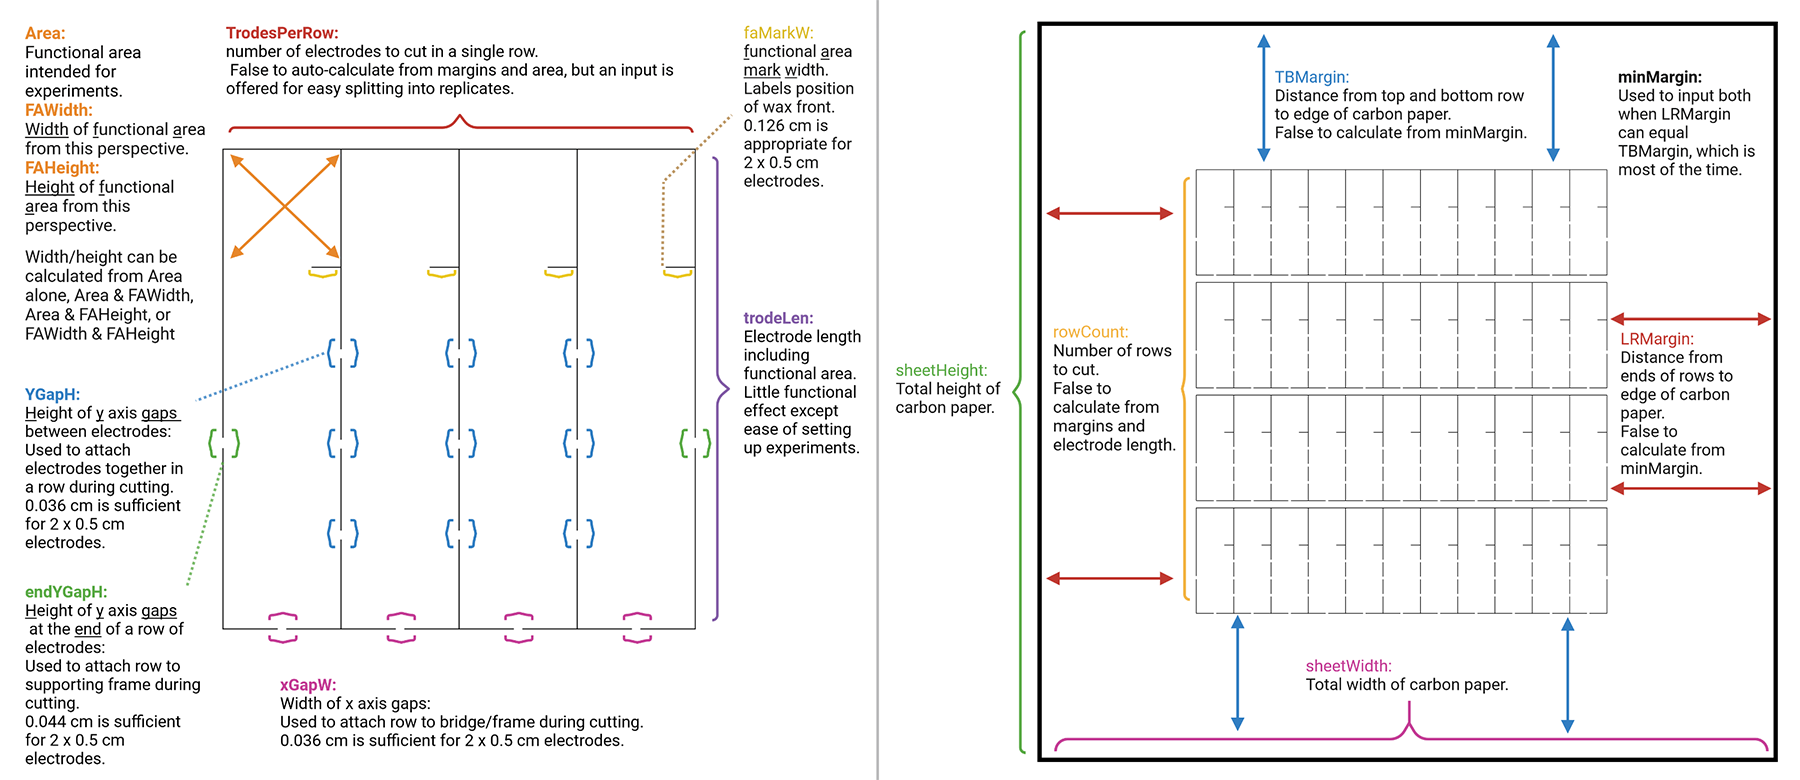 Area:
Functional area
intended for
experiments.
FAWidth:
Width of functional area
from this perspective.
FAHeight:
Height of functional
area from this
perspective.
Width/height can be
calculated from Area
alone, Area & FAWidth,
Area & FAHeight, or
FAWidth & FAHeight
YGapH:
Height of y axis gaps
between electrodes:
Used to attach
electrodes together in
a row during cutting.
0.036 cm is sufficient
for 2 x 0.5 cm
electrodes.
endYGapH:
Height of y axis gaps
at the end of a row of
electrodes:
Used to attach row to
supporting frame during
cutting.
0.044 cm is sufficient
for 2 x 0.5 cm
electrodes.
TrodesPerRow:
number of electrodes to cut in a single row.
False to auto-calculate from margins and area, but an input is
offered for easy splitting into replicates.
xGapW:
Width of x axis gaps:
Used to attach row to bridge/frame during cutting.
0.036 cm is sufficient for 2 x 0.5 cm electrodes.
faMarkW:
functional area
mark width.
Labels position
of wax front.
0.126 cm is
appropriate for
2 x 0.5 cm
electrodes.
trodeLen:
Electrode length
including
functional area.
Little functional
effect except
ease of setting
up experiments.
sheetHeight:
Total height of
carbon paper.
TBMargin:
Distance from top and bottom row
to edge of carbon paper.
False to calculate from minMargin.
minMargin:
Used to input both
when LRMargin
can equal
TBMargin, which is
most of the time.
rowCount:
Number of rows
to cut.
False to
calculate from
margins and
electrode length.
LRMargin:
Distance from
ends of rows to
edge of carbon
paper.
False to
calculate from
minMargin.
sheetWidth:
Total width of carbon paper.